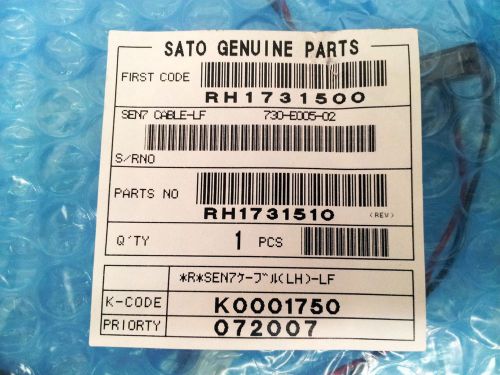 SATO GENUINE PARTS
FIRST CODE
RH1731500
SEN7 CABLE-LF 730-E005-02
S/RNO
PARTS NO
RH1731510 (REV)
Q'TY 1 PCS
*R*SEN7ケーブル(LH)-LF
K-CODE K0001750
PRIORTY 072007